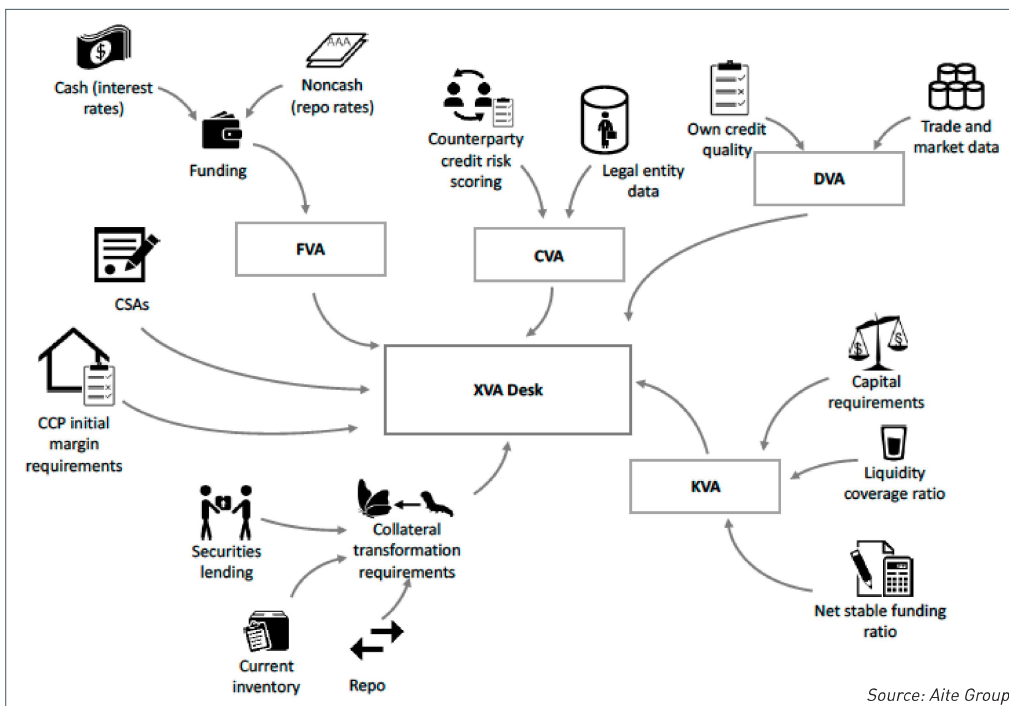 AAA
Cash (interest
rates)
Noncash
(repo rates)
Funding
Counterparty
credit risk
scoring
Legal entity
data
Own credit
quality
Trade and
market data
DVA
FVA
CVA
CSAs
XVA Desk
Capital
requirements
CCP initial
margin
requirements
Liquidity
coverage ratio
KVA
Securities
lending
Collateral
transformation
requirements
Net stable funding
ratio
Current
inventory
Repo
Source: Aite Group